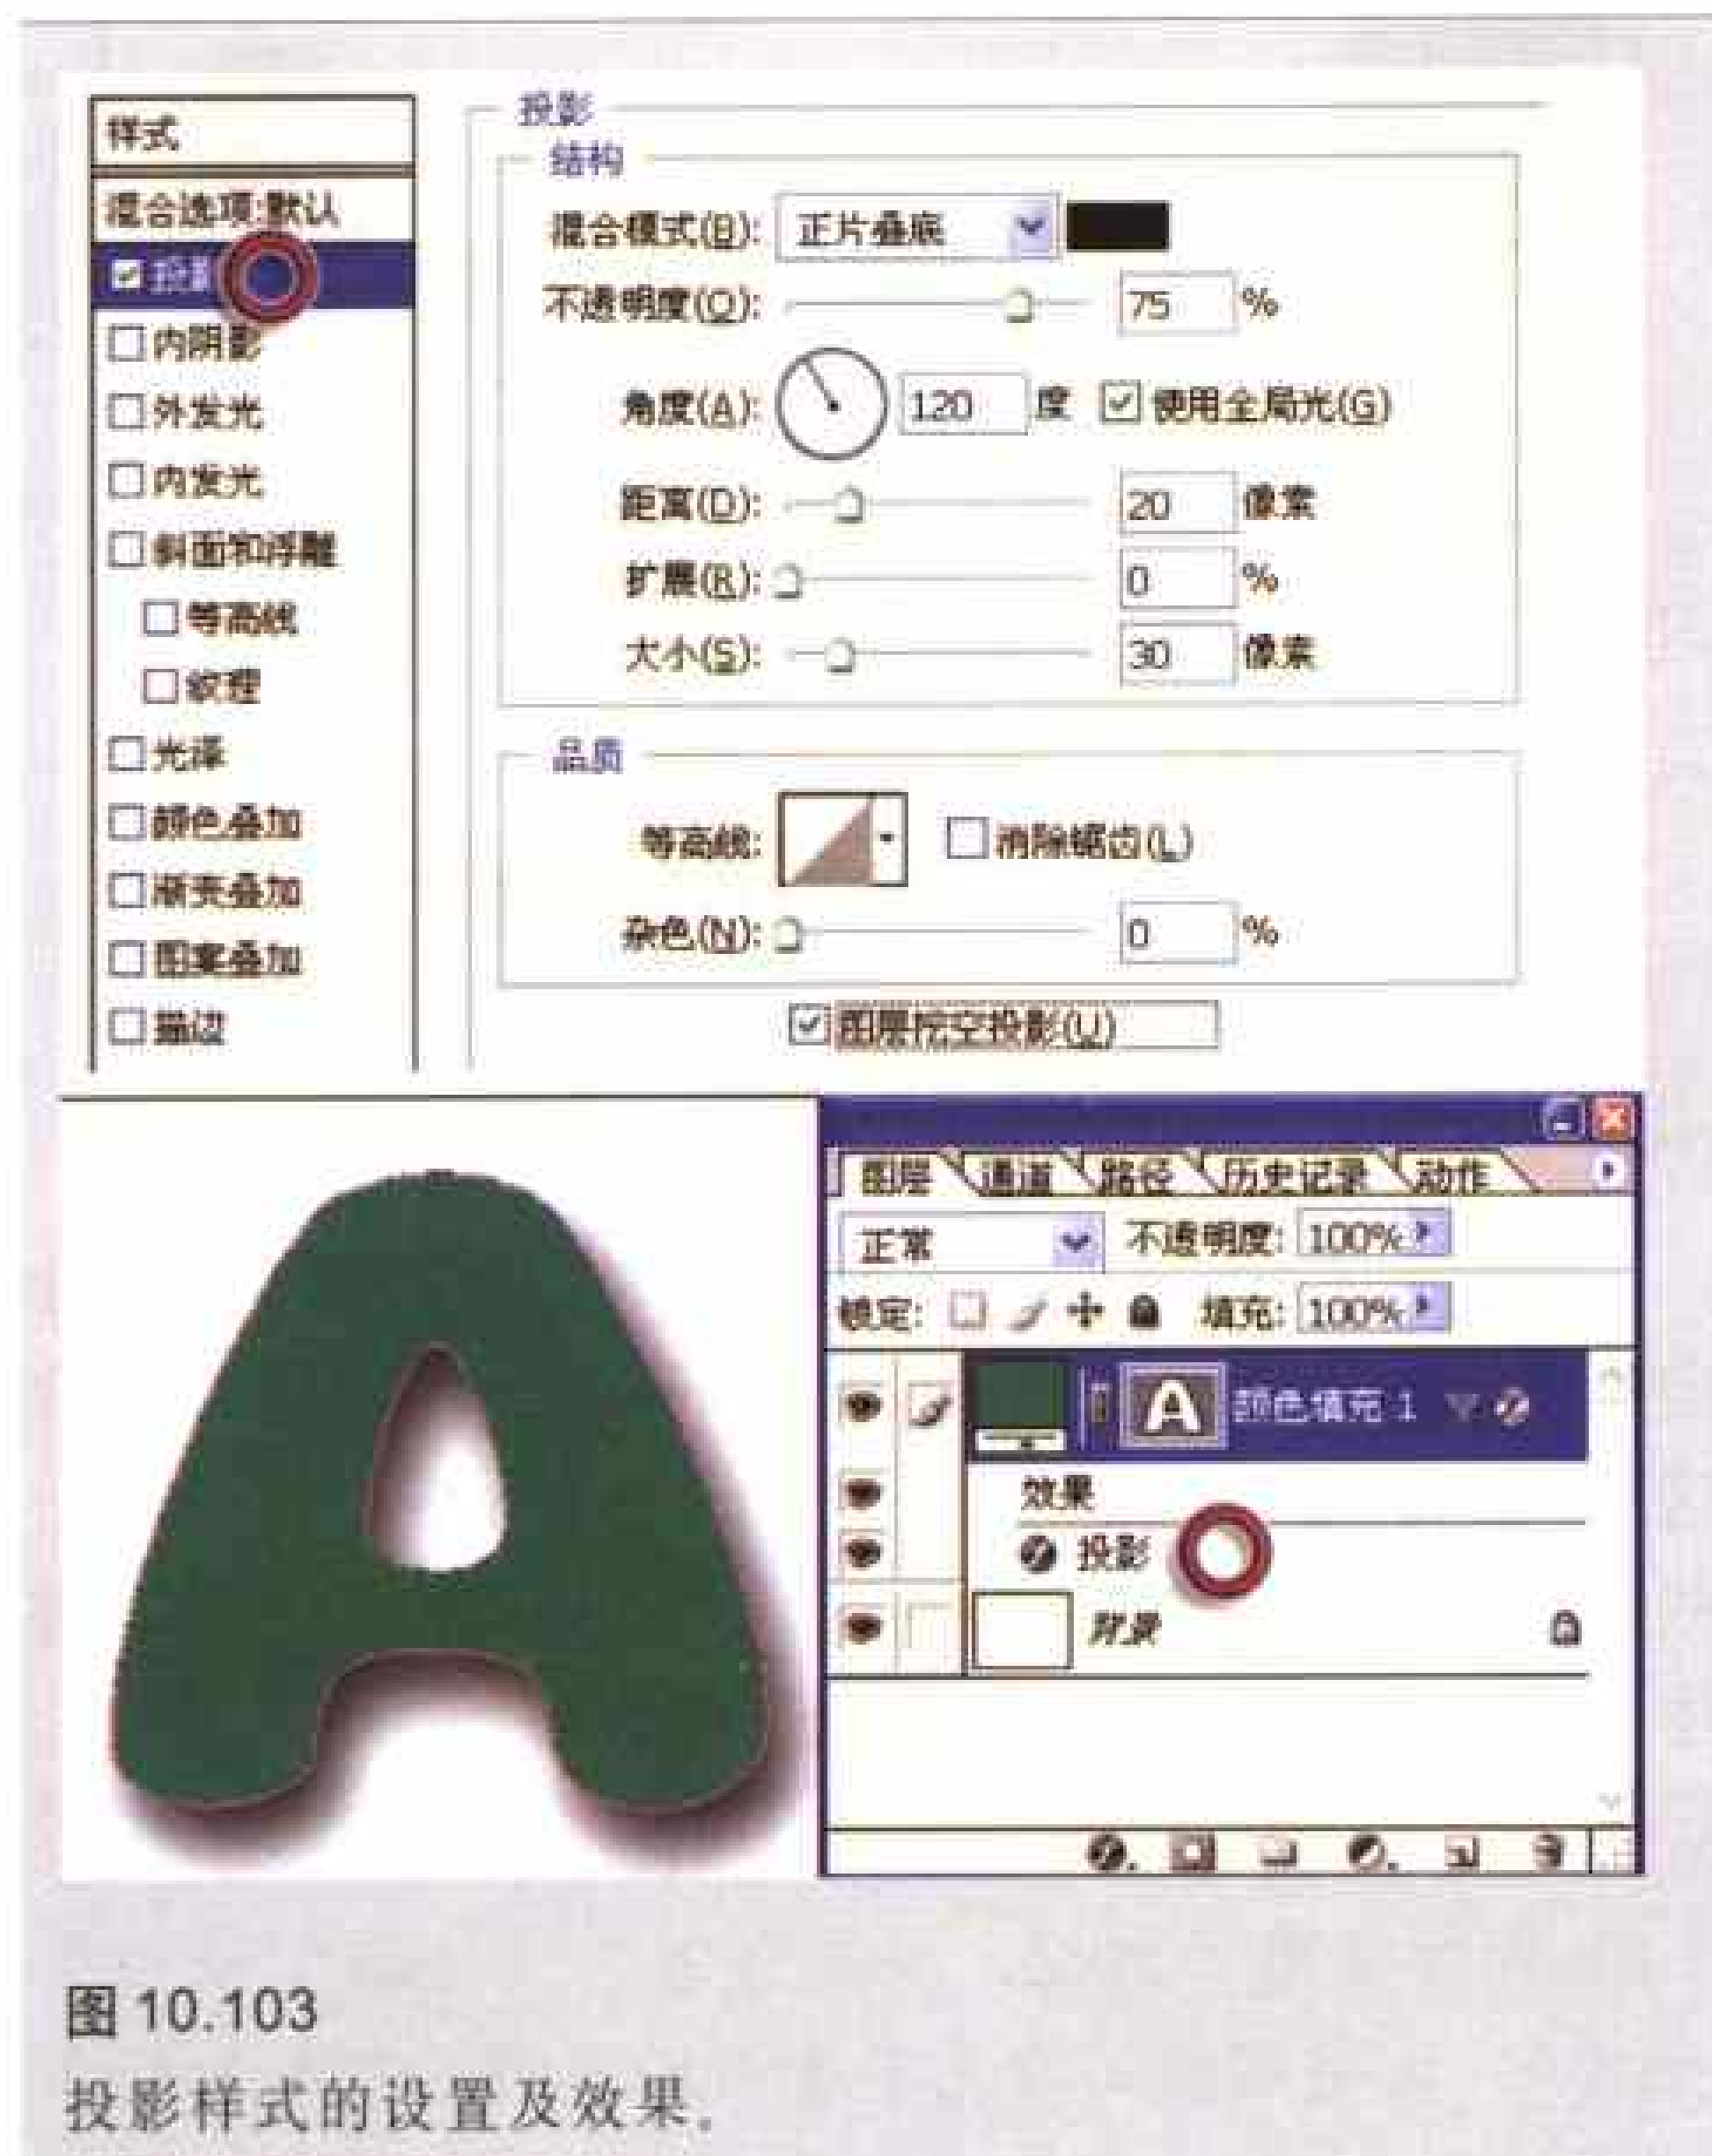 样式
混合选项:默认
投影
内阴影
外发光
内发光
斜面和浮雕
等高线
纹理
光泽
颜色叠加
渐变叠加
图案叠加
描边
投影
结构
混合模式(B): 正片叠底
不透明度(O): 75 %
角度(A): 120 度 使用全局光(G)
距离(D): 20 像素
扩展(R): 0 %
大小(S): 30 像素
品质
等高线: 消除锯齿(L)
杂色(N): 0 %
图层挖空投影(U)
A
图层 通道 路径 历史记录 动作
正常 不透明度: 100%
锁定: 填充: 100%
A 颜色填充 1
效果
投影
背景
图 10.103
投影样式的设置及效果。